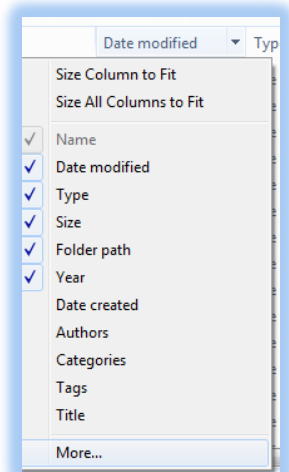 Date modified Typ
Size Column to Fit
Size All Columns to Fit
Name
Date modified
Type
Size
Folder path
Year
Date created
Authors
Categories
Tags
Title
More...